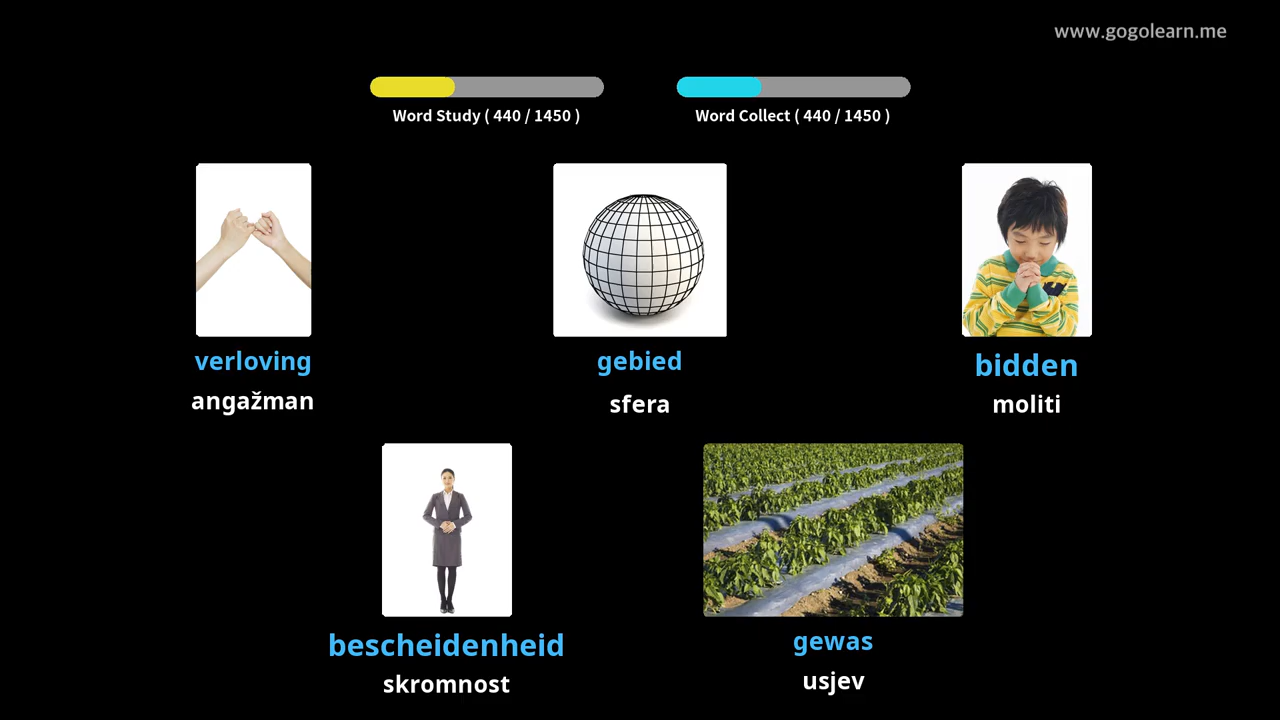 www.gogolearn.me
Word Study ( 440 / 1450 )
Word Collect ( 440 / 1450 )
verloving
angažman
gebied
sfera
bidden
moliti
bescheidenheid
skromnost
gewas
usjev